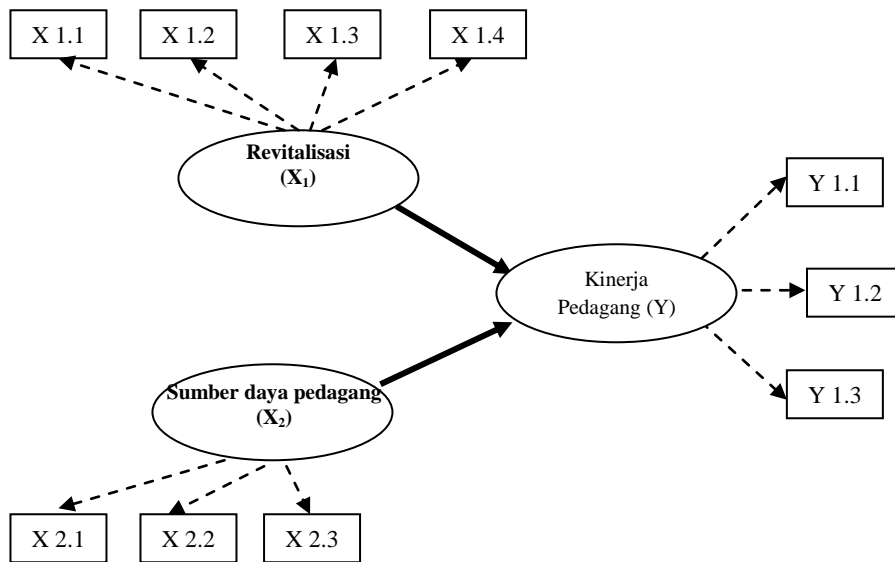 X 1.1
X 1.2
X 1.3
X 1.4
Revitalisasi
(X₁)
Y 1.1
Kinerja
Pedagang (Y)
Y 1.2
Y 1.3
Sumber daya pedagang
(X₂)
X 2.1
X 2.2
X 2.3